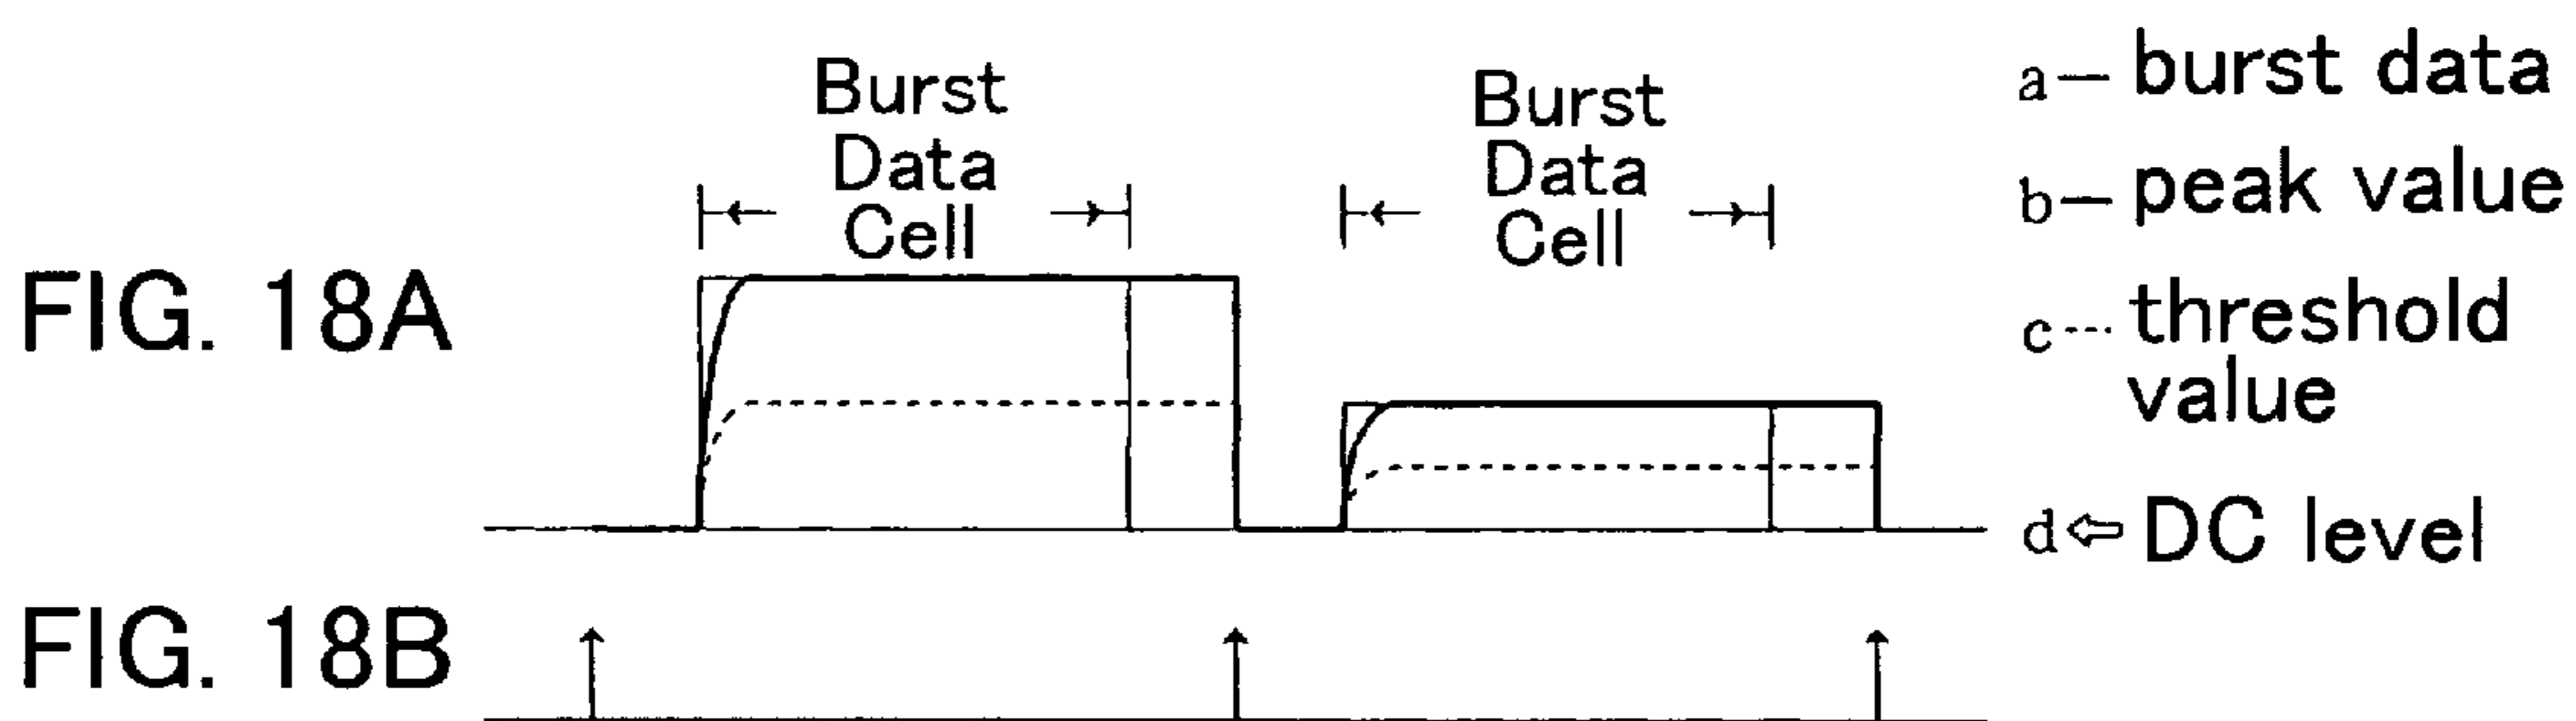 Burst
Data
Cell
Burst
Data
Cell
a— burst data
b— peak value
c--- threshold
value
d⇦ DC level
FIG. 18A
FIG. 18B